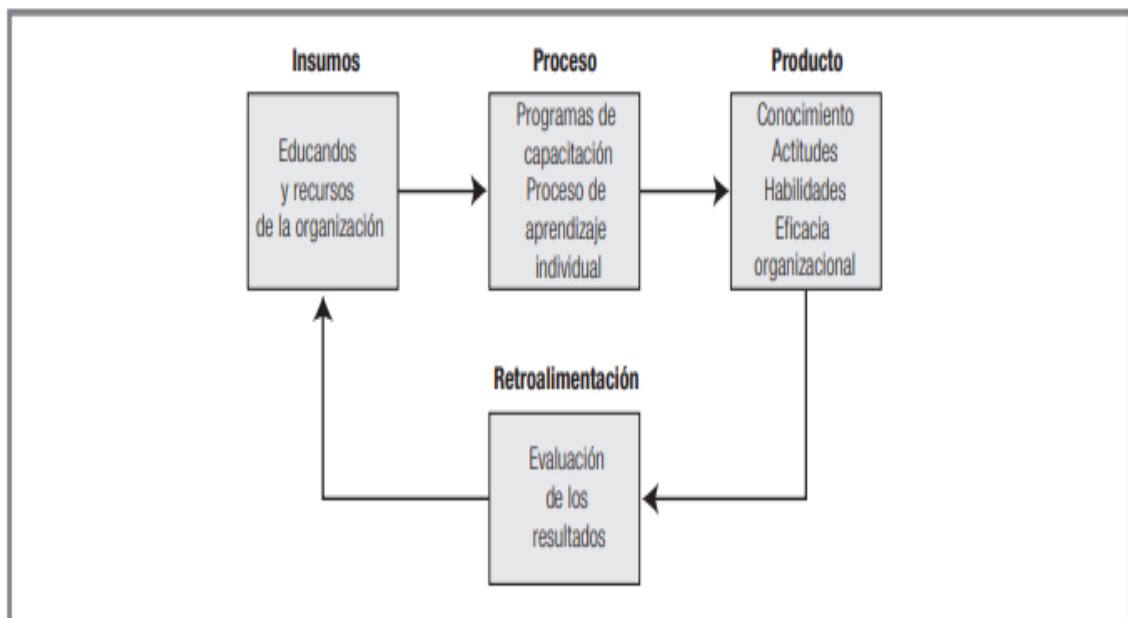 Insumos
Educandos
y recursos
de la organización
Proceso
Programas de
capacitación
Proceso de
aprendizaje
individual
Producto
Conocimiento
Actitudes
Habilidades
Eficacia
organizacional
Retroalimentación
Evaluación
de los
resultados